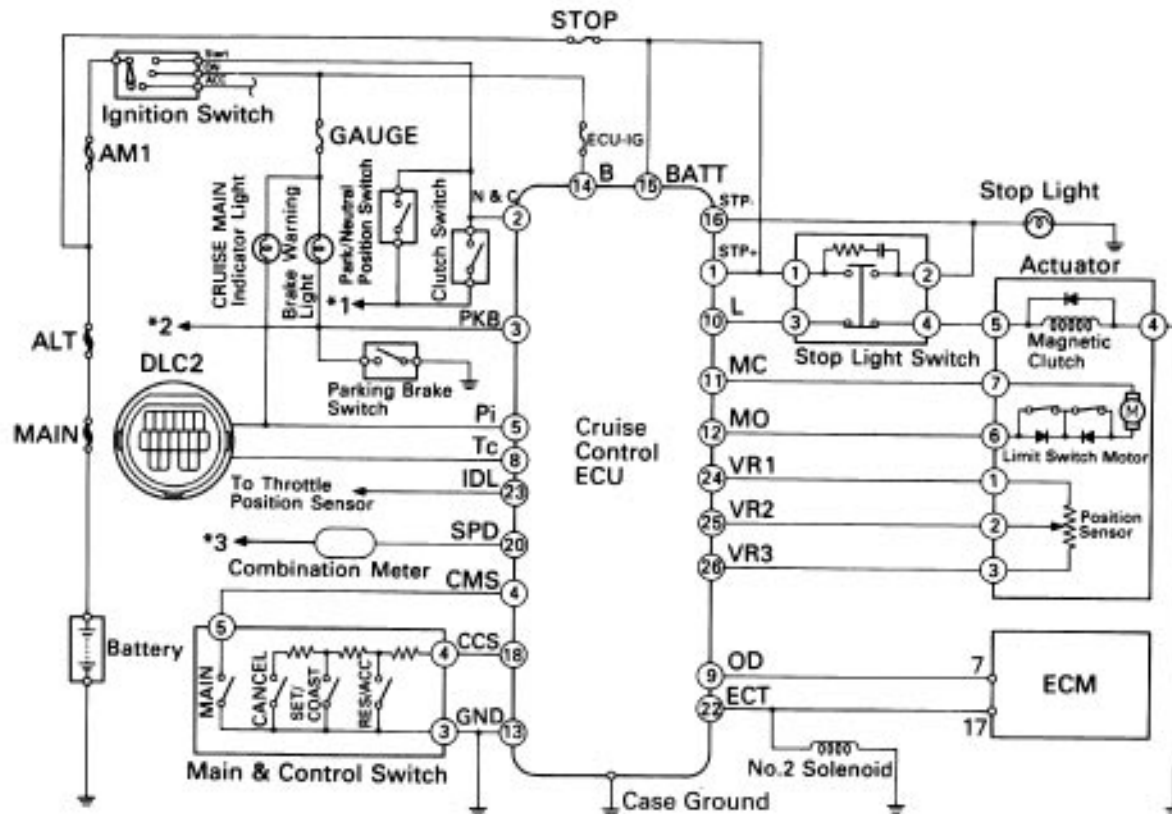 STOP
Start
ON
ACC
Ignition Switch
AM1
GAUGE
ECU-IG
14
B
15
BATT
N & C
2
CRUISE MAIN
Indicator Light
Brake Warning
Light
Park/Neutral
Position Switch
Clutch Switch
*1
16
STP-
Stop Light
1
STP+
1
2
Actuator
*2
PKB
3
10
L
3
4
5
4
Stop Light Switch
Magnetic
Clutch
ALT
DLC2
Parking Brake
Switch
11
MC
7
M
MAIN
Pi
5
Cruise
Control
ECU
12
MO
6
Limit Switch Motor
Tc
8
To Throttle
Position Sensor
IDL
23
24
VR1
1
25
VR2
2
Position
Sensor
*3
SPD
20
Combination Meter
26
VR3
3
CMS
4
5
Battery
MAIN
CANCEL
SET/
COAST
RES/ACC
4
CCS
18
3
GND
13
Main & Control Switch
9
OD
7
ECM
22
ECT
17
No.2 Solenoid
Case Ground